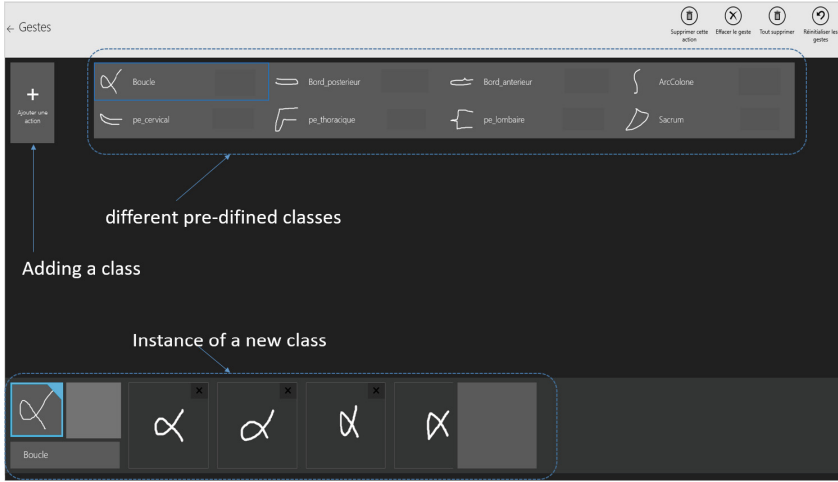 ← Gestes
Supprimer cette
action
Effacer le geste
Tout supprimer
Réinitialiser les
gestes
+
Ajouter une
action
Boucle
Bord_posterieur
Bord_anterieur
ArcColone
pe_cervical
pe_thoracique
pe_lombaire
Sacrum
different pre-difined classes
Adding a class
Instance of a new class
Boucle